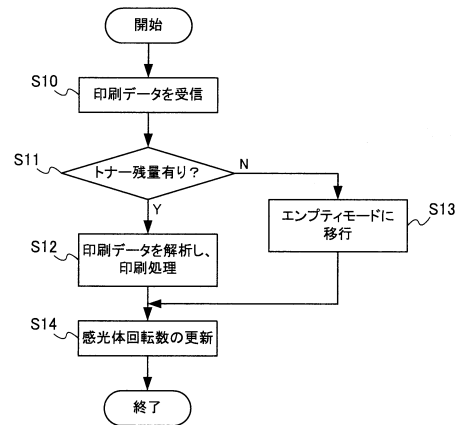 開始
S10
印刷データを受信
S11
トナー残量有り？
N
Y
S12
印刷データを解析し、
印刷処理
エンプティモードに
移行
S13
S14
感光体回転数の更新
終了